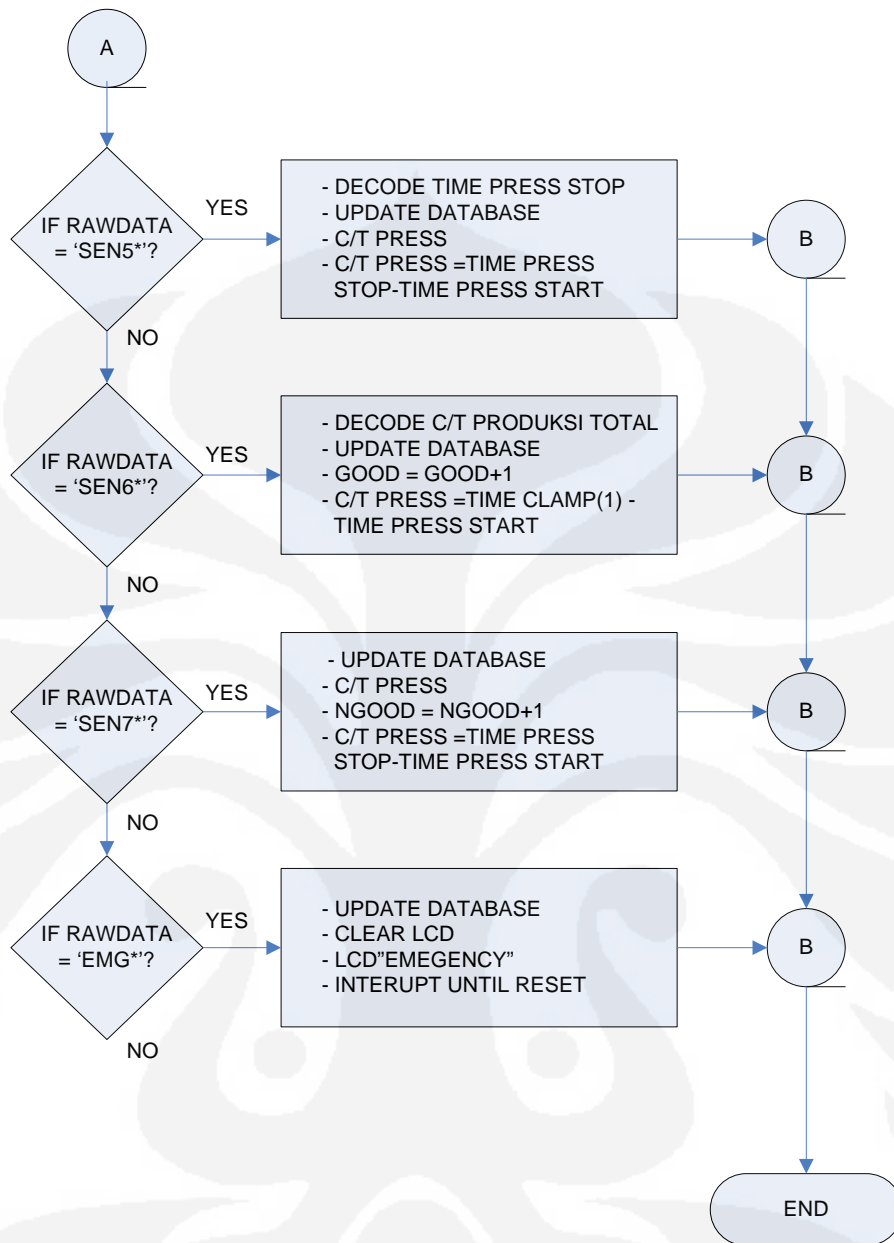 A
IF RAWDATA
= ‘SEN5*’?
YES
- DECODE TIME PRESS STOP
- UPDATE DATABASE
- C/T PRESS
- C/T PRESS =TIME PRESS
STOP-TIME PRESS START
B
NO
IF RAWDATA
= ‘SEN6*’?
YES
- DECODE C/T PRODUKSI TOTAL
- UPDATE DATABASE
- GOOD = GOOD+1
- C/T PRESS =TIME CLAMP(1) -
TIME PRESS START
B
NO
IF RAWDATA
= ‘SEN7*’?
YES
- UPDATE DATABASE
- C/T PRESS
- NGOOD = NGOOD+1
- C/T PRESS =TIME PRESS
STOP-TIME PRESS START
B
NO
IF RAWDATA
= ‘EMG*’?
YES
- UPDATE DATABASE
- CLEAR LCD
- LCD”EMEGENCY”
- INTERUPT UNTIL RESET
B
NO
END